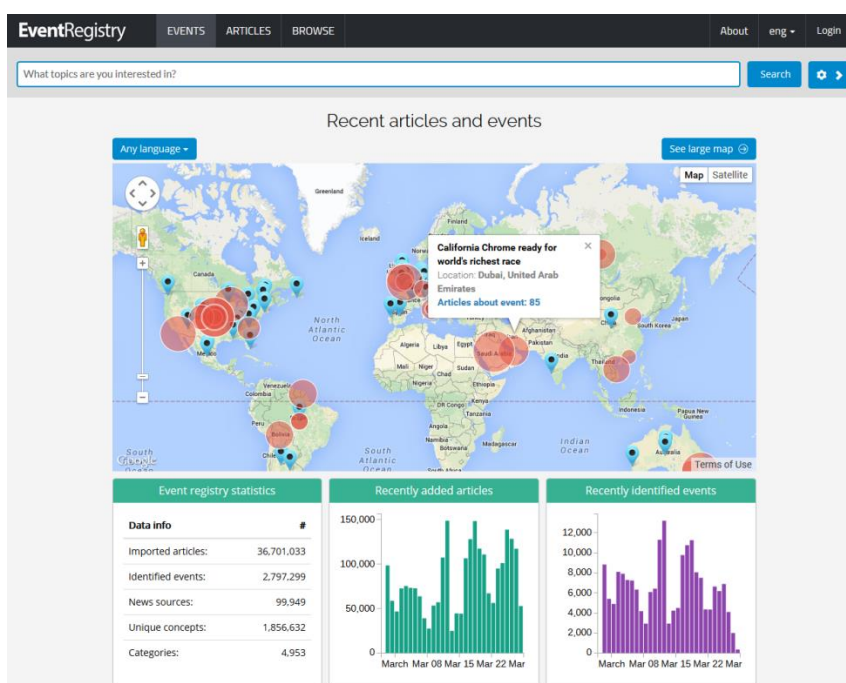 EventRegistry EVENTS ARTICLES BROWSE About eng Login
What topics are you interested in? Search
Recent articles and events
Any language See large map
Map Satellite
Greenland
Finland
Iceland
Canada
California Chrome ready for
world's richest race
Location: Dubai, United Arab
Emirates
Articles about event: 85
North
Atlantic
Ocean
South Korea
Japan
Afghanistan
Pakistan
Algeria
Libya
Egypt
Saudi Arabia
Mali
Niger
Chad
Sudan
Nigeria
Ethiopia
Thailand
Venezuela
Colombia
DR Congo
Kenya
Tanzania
Indonesia
Papua New
Guinea
Peru
Bolivia
Angola
Namibia
Botswana
Madagascar
Chile
South
Atlantic
Ocean
Indian
Ocean
Australia
Google
Terms of Use
Event registry statistics
Data info #
Imported articles: 36,701,033
Identified events: 2,797,299
News sources: 99,949
Unique concepts: 1,856,632
Categories: 4,953
Recently added articles
150,000
100,000
50,000
0
March Mar 08 Mar 15 Mar 22 Mar
Recently identified events
12,000
10,000
8,000
6,000
4,000
2,000
0
March Mar 08 Mar 15 Mar 22 Mar